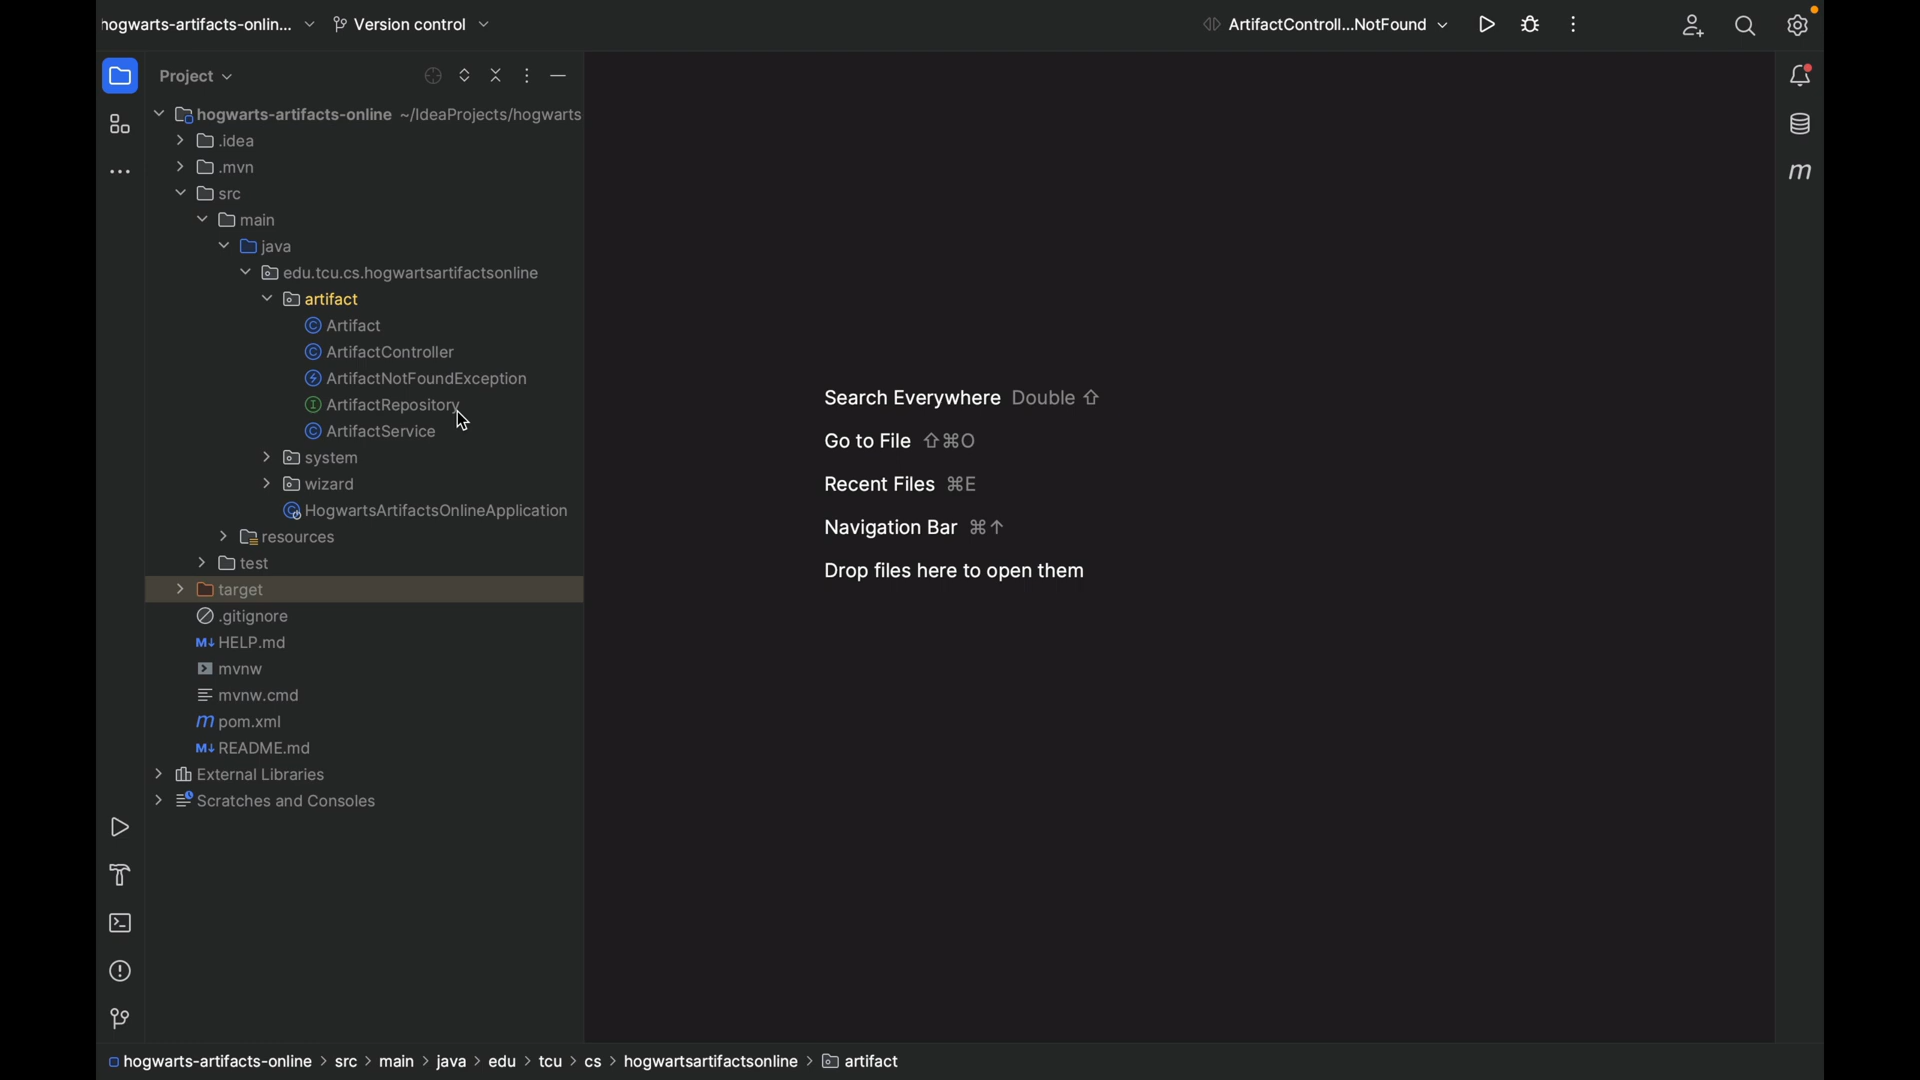 hogwarts-artifacts-onlin... Version control ArtifactControll...NotFound
Project
hogwarts-artifacts-online ~/IdeaProjects/hogwarts
.idea
.mvn
src
main
java
edu.tcu.cs.hogwartsartifactsonline
artifact
Artifact
ArtifactController
ArtifactNotFoundException
ArtifactRepository
ArtifactService
system
wizard
HogwartsArtifactsOnlineApplication
resources
test
target
.gitignore
M↓ HELP.md
mvnw
mvnw.cmd
m pom.xml
M↓ README.md
External Libraries
Scratches and Consoles
Search Everywhere Double ⇧
Go to File ⇧⌘O
Recent Files ⌘E
Navigation Bar ⌘↑
Drop files here to open them
m
hogwarts-artifacts-online > src > main > java > edu > tcu > cs > hogwartsartifactsonline > artifact